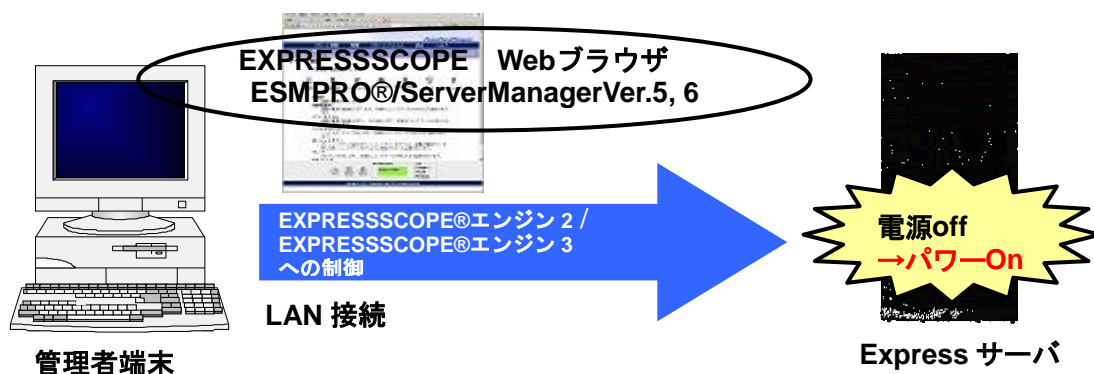 EXPRESSSCOPE Webブラウザ
ESMPRO®/ServerManagerVer.5, 6
EXPRESSSCOPE®エンジン 2 /
EXPRESSSCOPE®エンジン 3
への制御
LAN 接続
管理者端末
電源off
→パワーOn
Express サーバ